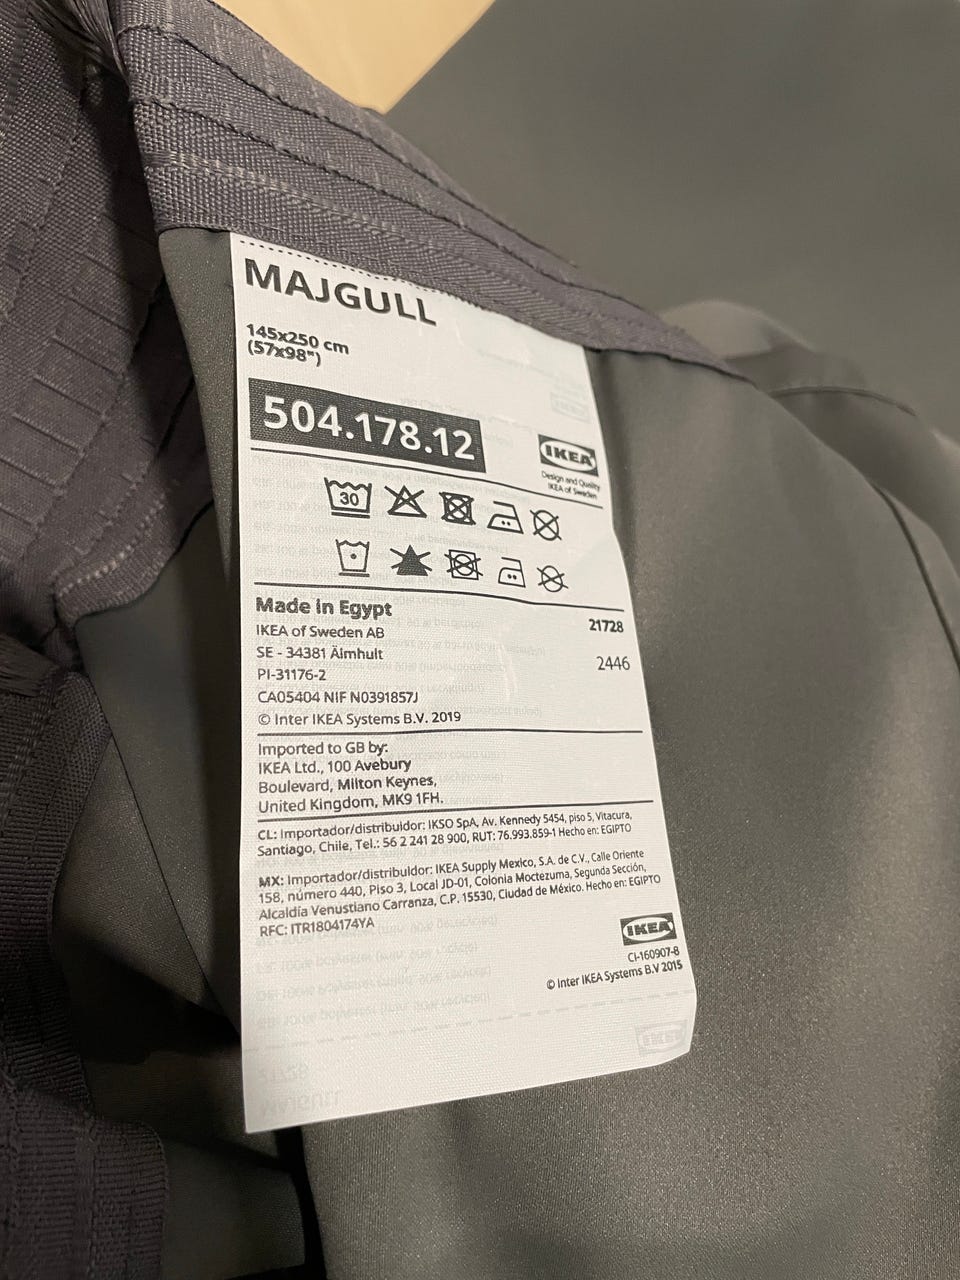 MAJGULL
145x250 cm
(57x98")
504.178.12
IKEA
Design and Quality
IKEA of Sweden
30
Made in Egypt
21728
IKEA of Sweden AB
SE - 34381 Älmhult
2446
PI-31176-2
CA05404 NIF N0391857J
© Inter IKEA Systems B.V. 2019
Imported to GB by:
IKEA Ltd., 100 Avebury
Boulevard, Milton Keynes,
United Kingdom, MK9 1FH.
CL: Importador/distribuidor: IKSO SpA, Av. Kennedy 5454, piso 5, Vitacura,
Santiago, Chile, Tel.: 56 2 241 28 900, RUT: 76.993.859-1 Hecho en: EGIPTO
MX: Importador/distribuidor: IKEA Supply Mexico, S.A. de C.V., Calle Oriente
158, número 440, Piso 3, Local JD-01, Colonia Moctezuma, Segunda Sección,
Alcaldía Venustiano Carranza, C.P. 15530, Ciudad de México. Hecho en: EGIPTO
RFC: ITR1804174YA
IKEA
CI-160907-8
© Inter IKEA Systems B.V 2015